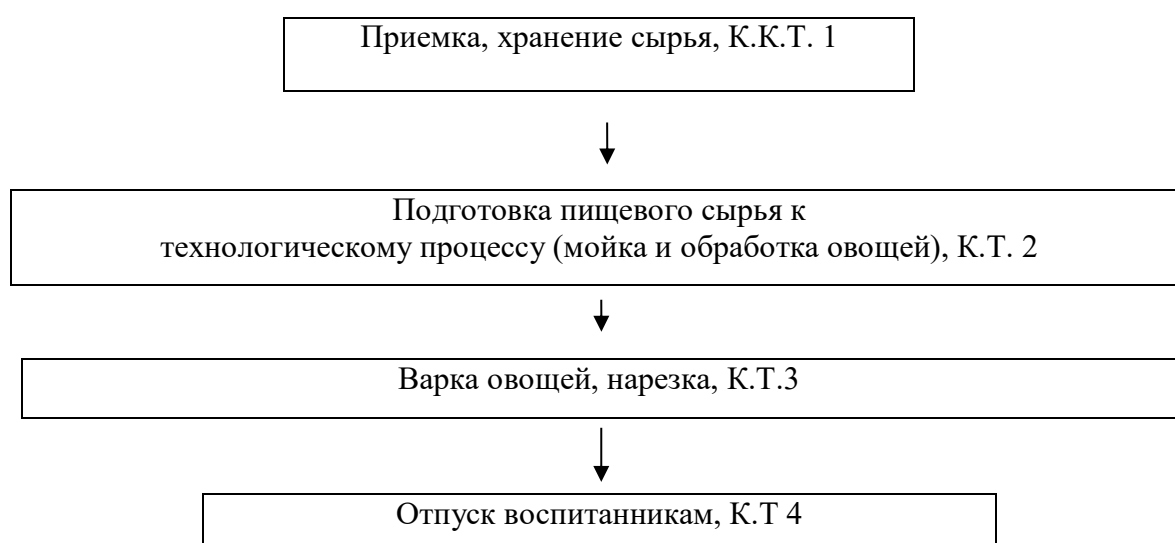 Приемка, хранение сырья, К.К.Т. 1
Подготовка пищевого сырья к
технологическому процессу (мойка и обработка овощей), К.Т. 2
Варка овощей, нарезка, К.Т.3
Отпуск воспитанникам, К.Т 4